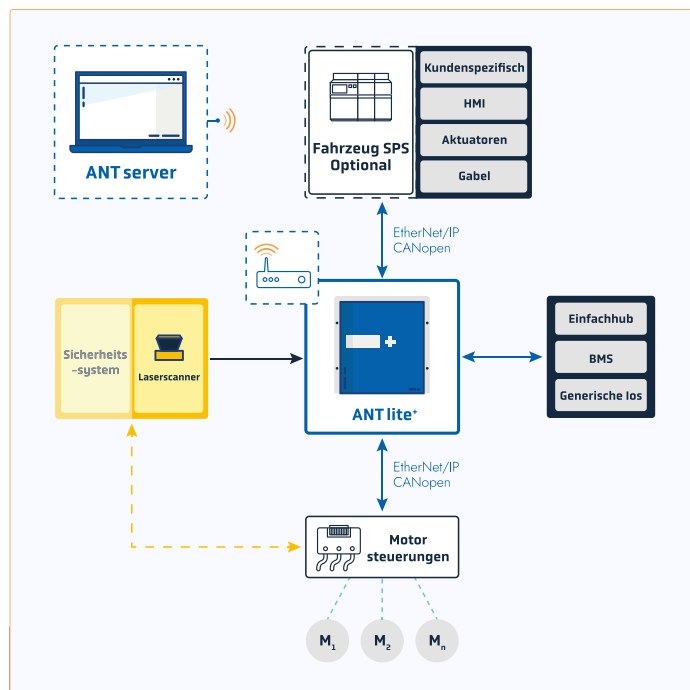 ANT server
Fahrzeug SPS
Optional
Kundenspezifisch
HMI
Aktuatoren
Gabel
EtherNet/IP
CANopen
Sicherheits
-system
Laserscanner
ANT lite⁺
Einfachhub
BMS
Generische Ios
EtherNet/IP
CANopen
Motor
steuerungen
M₁
M₂
Mₙ